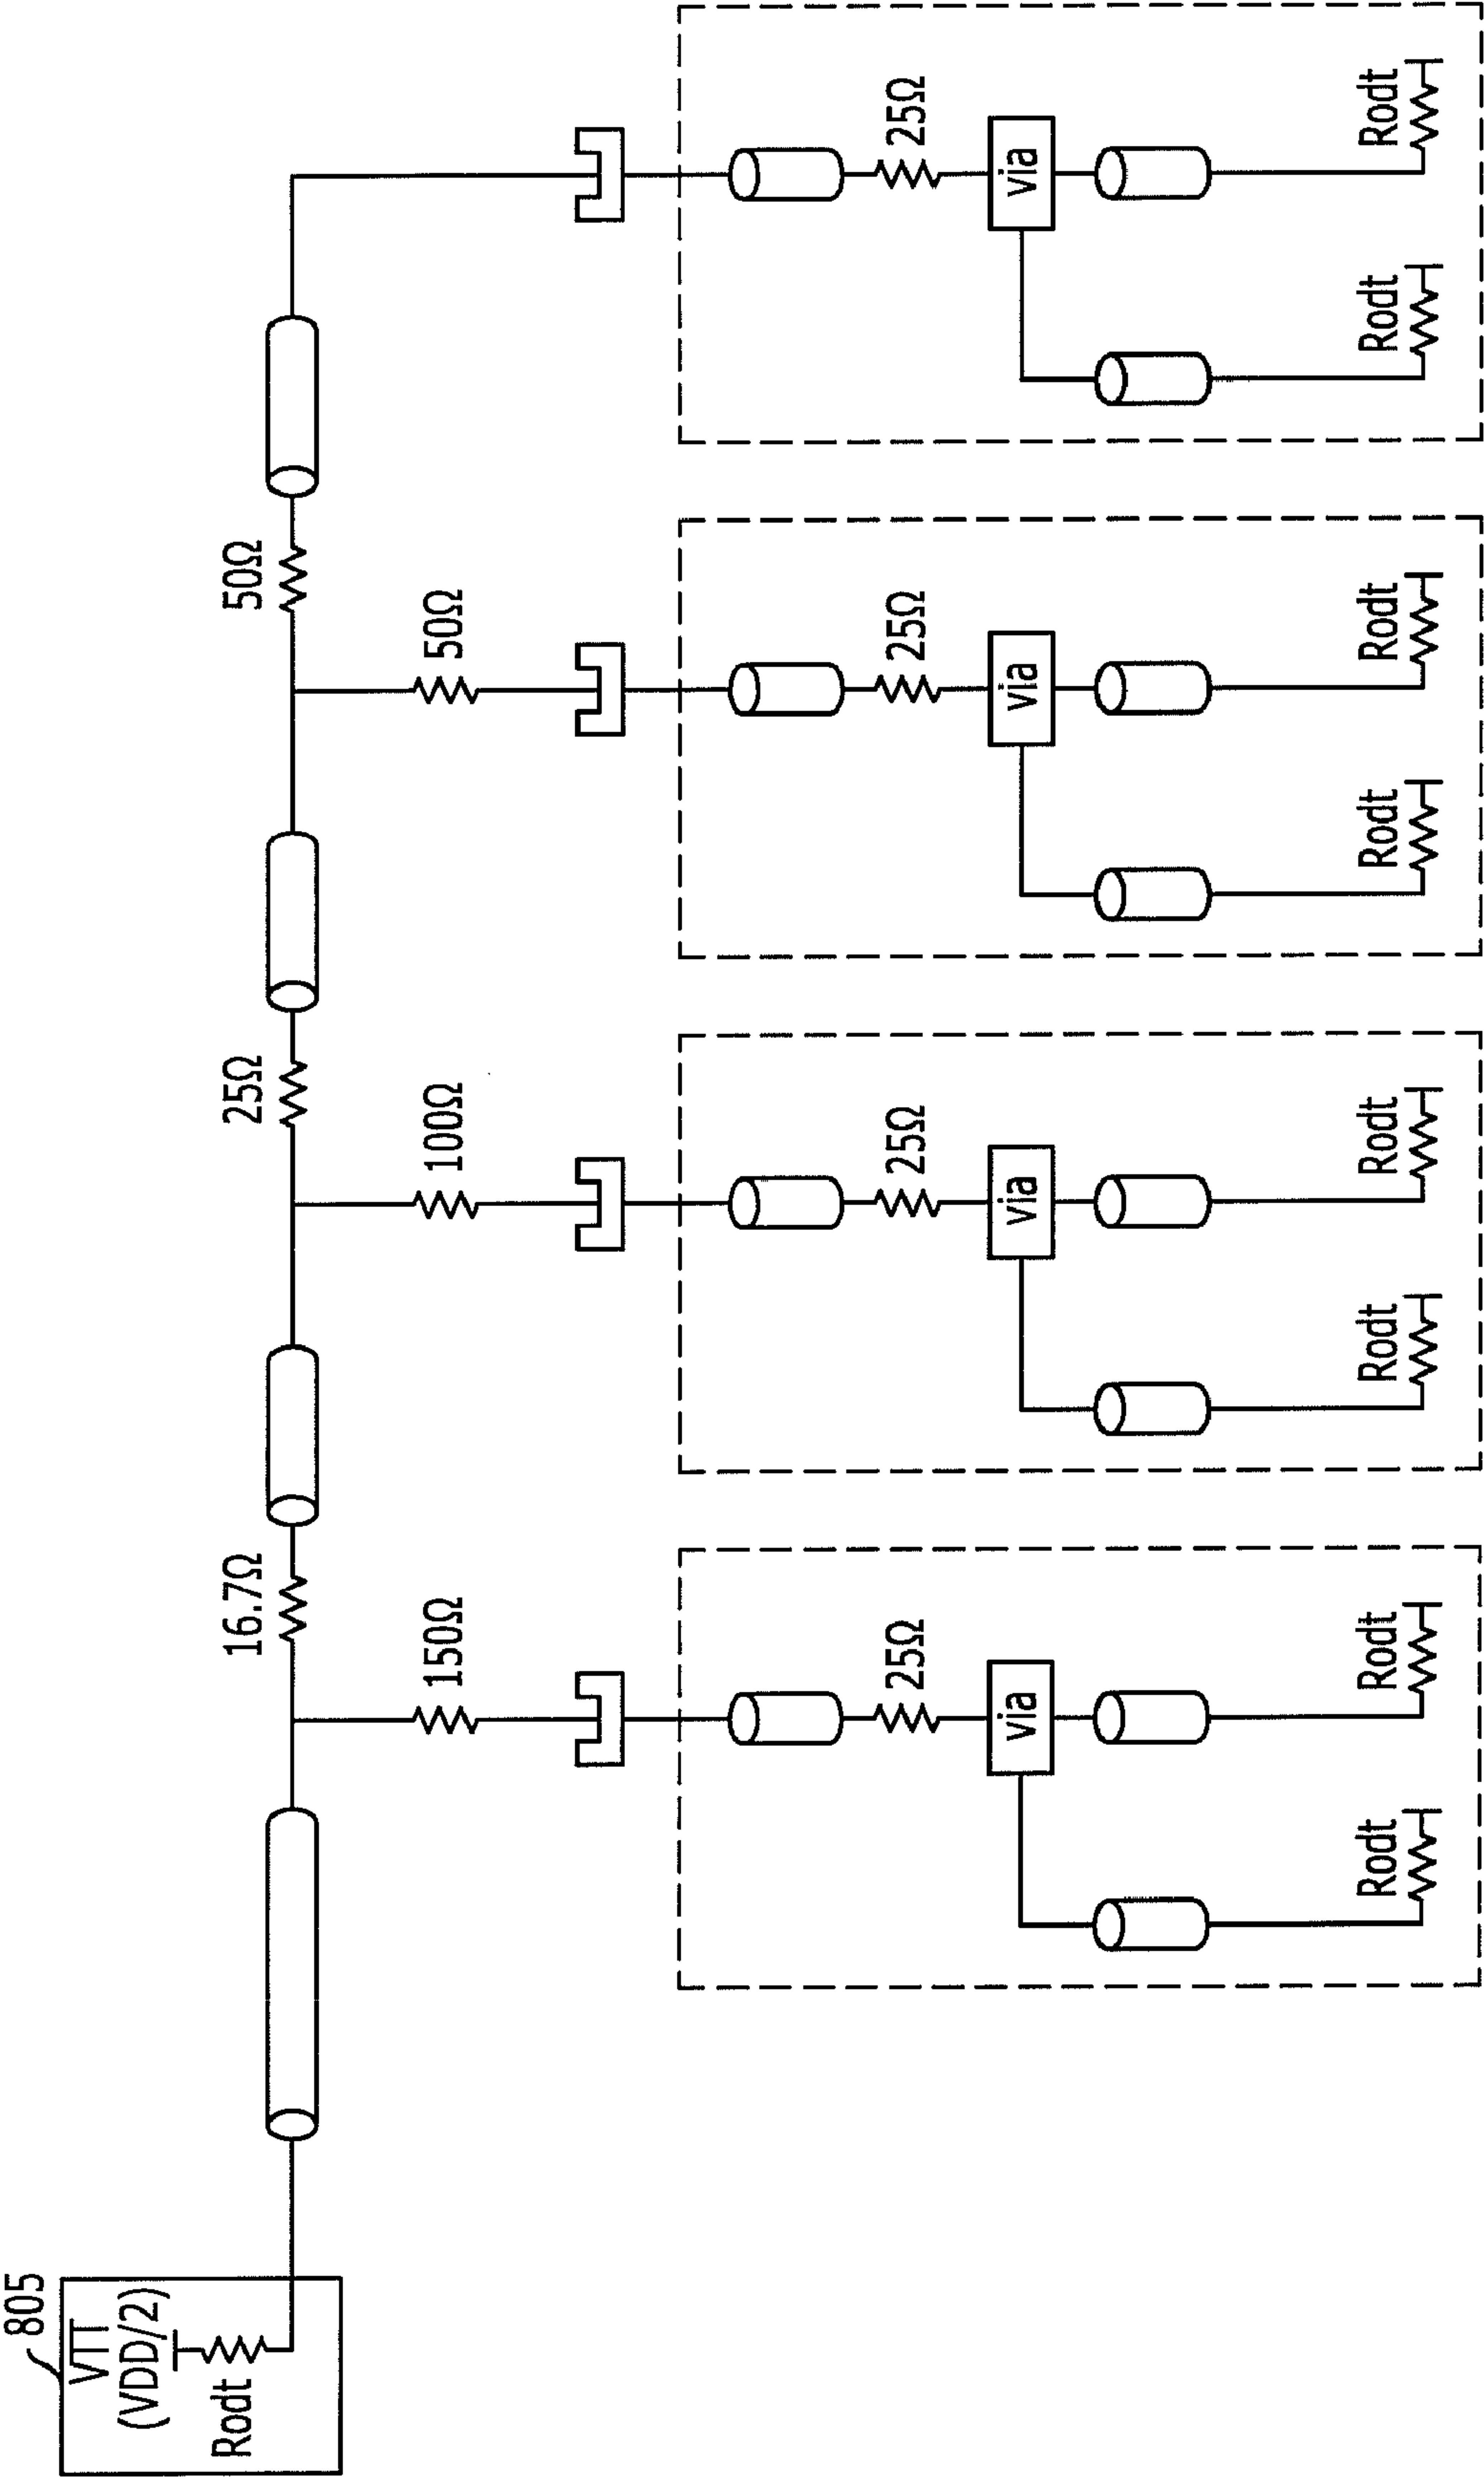 805
VTT
(VDD/2)
Rodt
16.7Ω
25Ω
50Ω
150Ω
100Ω
50Ω
25Ω
25Ω
25Ω
25Ω
via
via
via
via
Rodt
Rodt
Rodt
Rodt
Rodt
Rodt
Rodt
Rodt